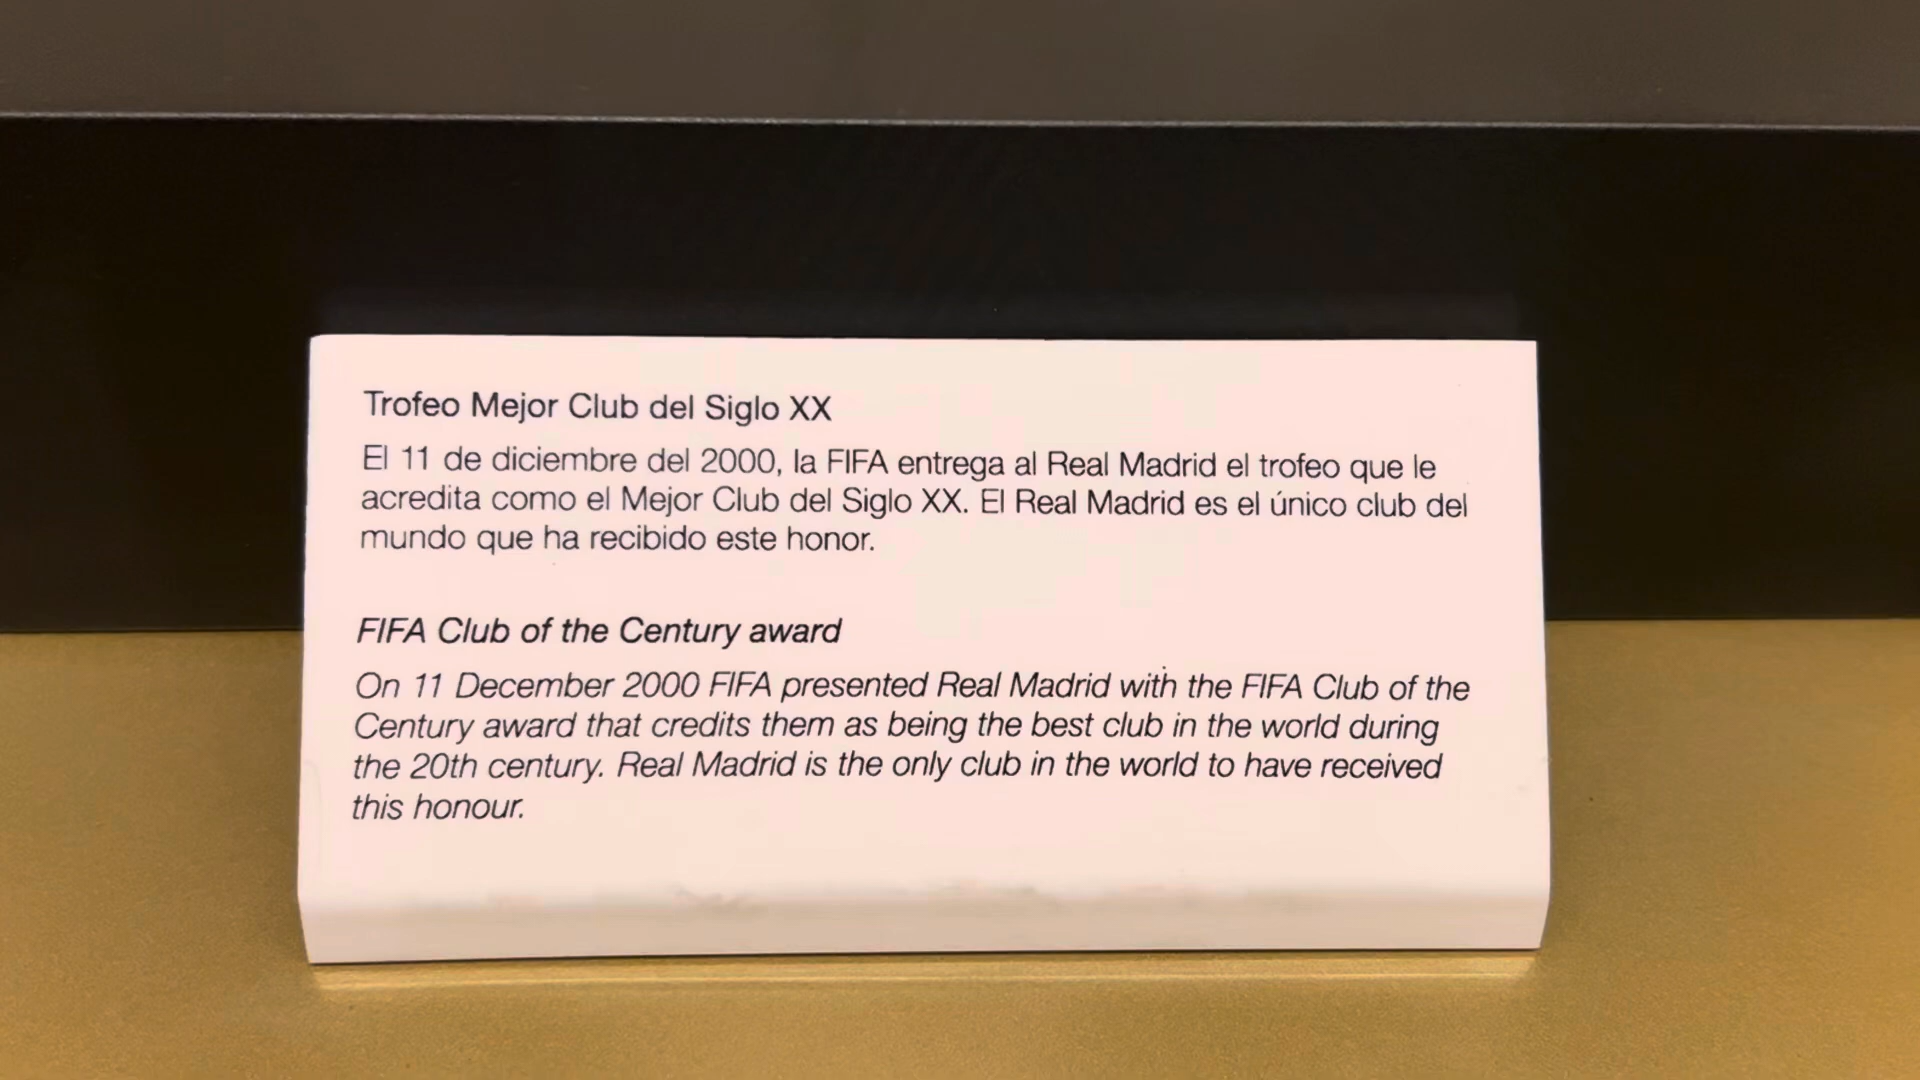 Trofeo Mejor Club del Siglo XX
El 11 de diciembre del 2000, la FIFA entrega al Real Madrid el trofeo que le
acredita como el Mejor Club del Siglo XX. El Real Madrid es el único club del
mundo que ha recibido este honor.
FIFA Club of the Century award
On 11 December 2000 FIFA presented Real Madrid with the FIFA Club of the
Century award that credits them as being the best club in the world during
the 20th century. Real Madrid is the only club in the world to have received
this honour.